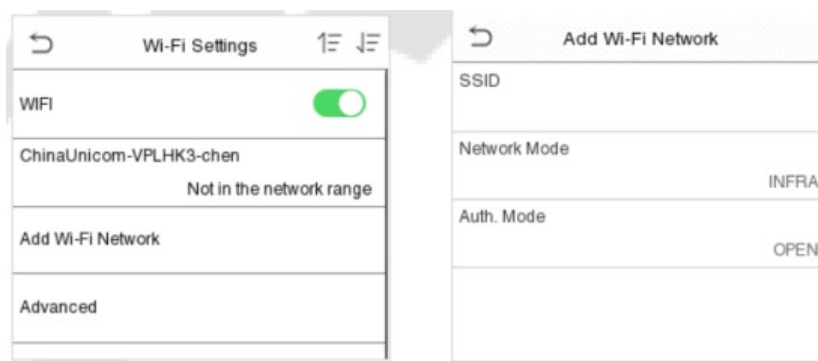 Wi-Fi Settings
WIFI
ChinaUnicom-VPLHK3-chen
Not in the network range
Add Wi-Fi Network
Advanced
Add Wi-Fi Network
SSID
Network Mode
INFRA
Auth. Mode
OPEN